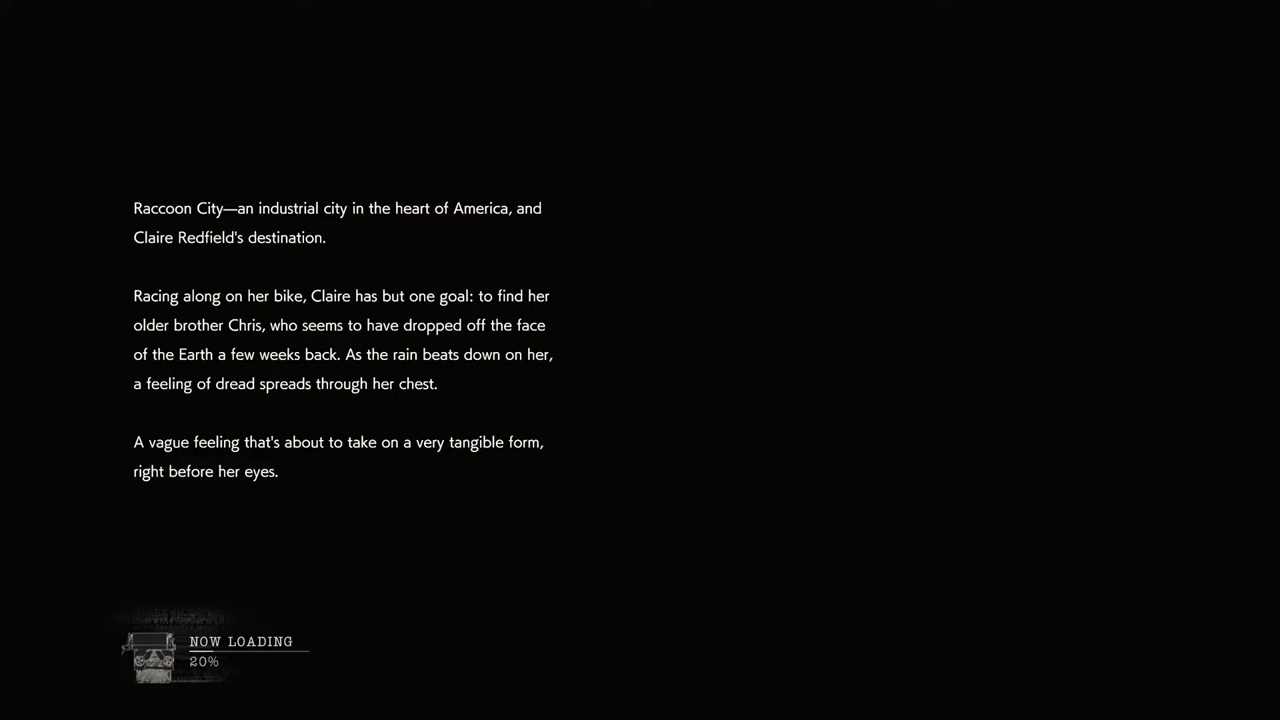 Raccoon City—an industrial city in the heart of America, and
Claire Redfield's destination.
Racing along on her bike, Claire has but one goal: to find her
older brother Chris, who seems to have dropped off the face
of the Earth a few weeks back. As the rain beats down on her,
a feeling of dread spreads through her chest.
A vague feeling that's about to take on a very tangible form,
right before her eyes.
NOW LOADING
20%